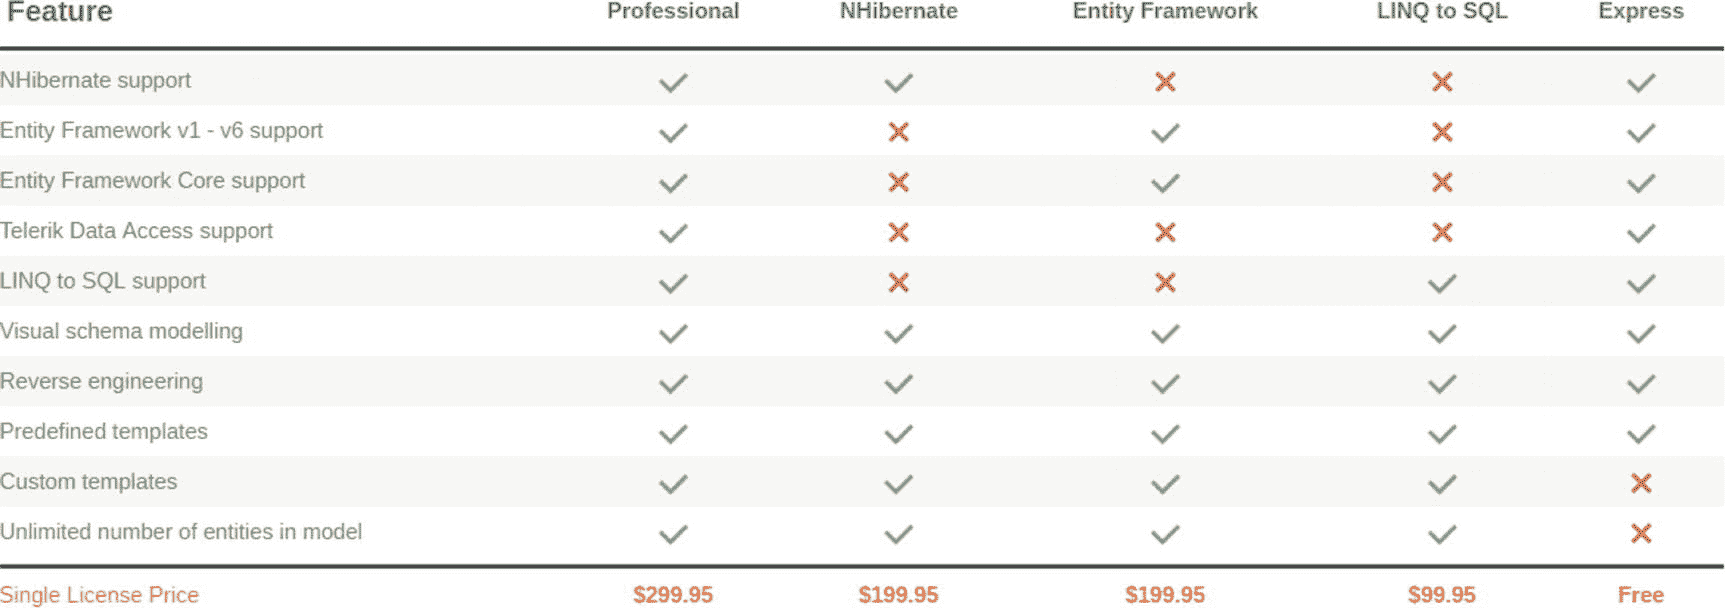 Feature Professional NHibernate Entity Framework LINQ to SQL Express
NHibernate support
Entity Framework v1 - v6 support
Entity Framework Core support
Telerik Data Access support
LINQ to SQL support
Visual schema modelling
Reverse engineering
Predefined templates
Custom templates
Unlimited number of entities in model
Single License Price $299.95 $199.95 $199.95 $99.95 Free